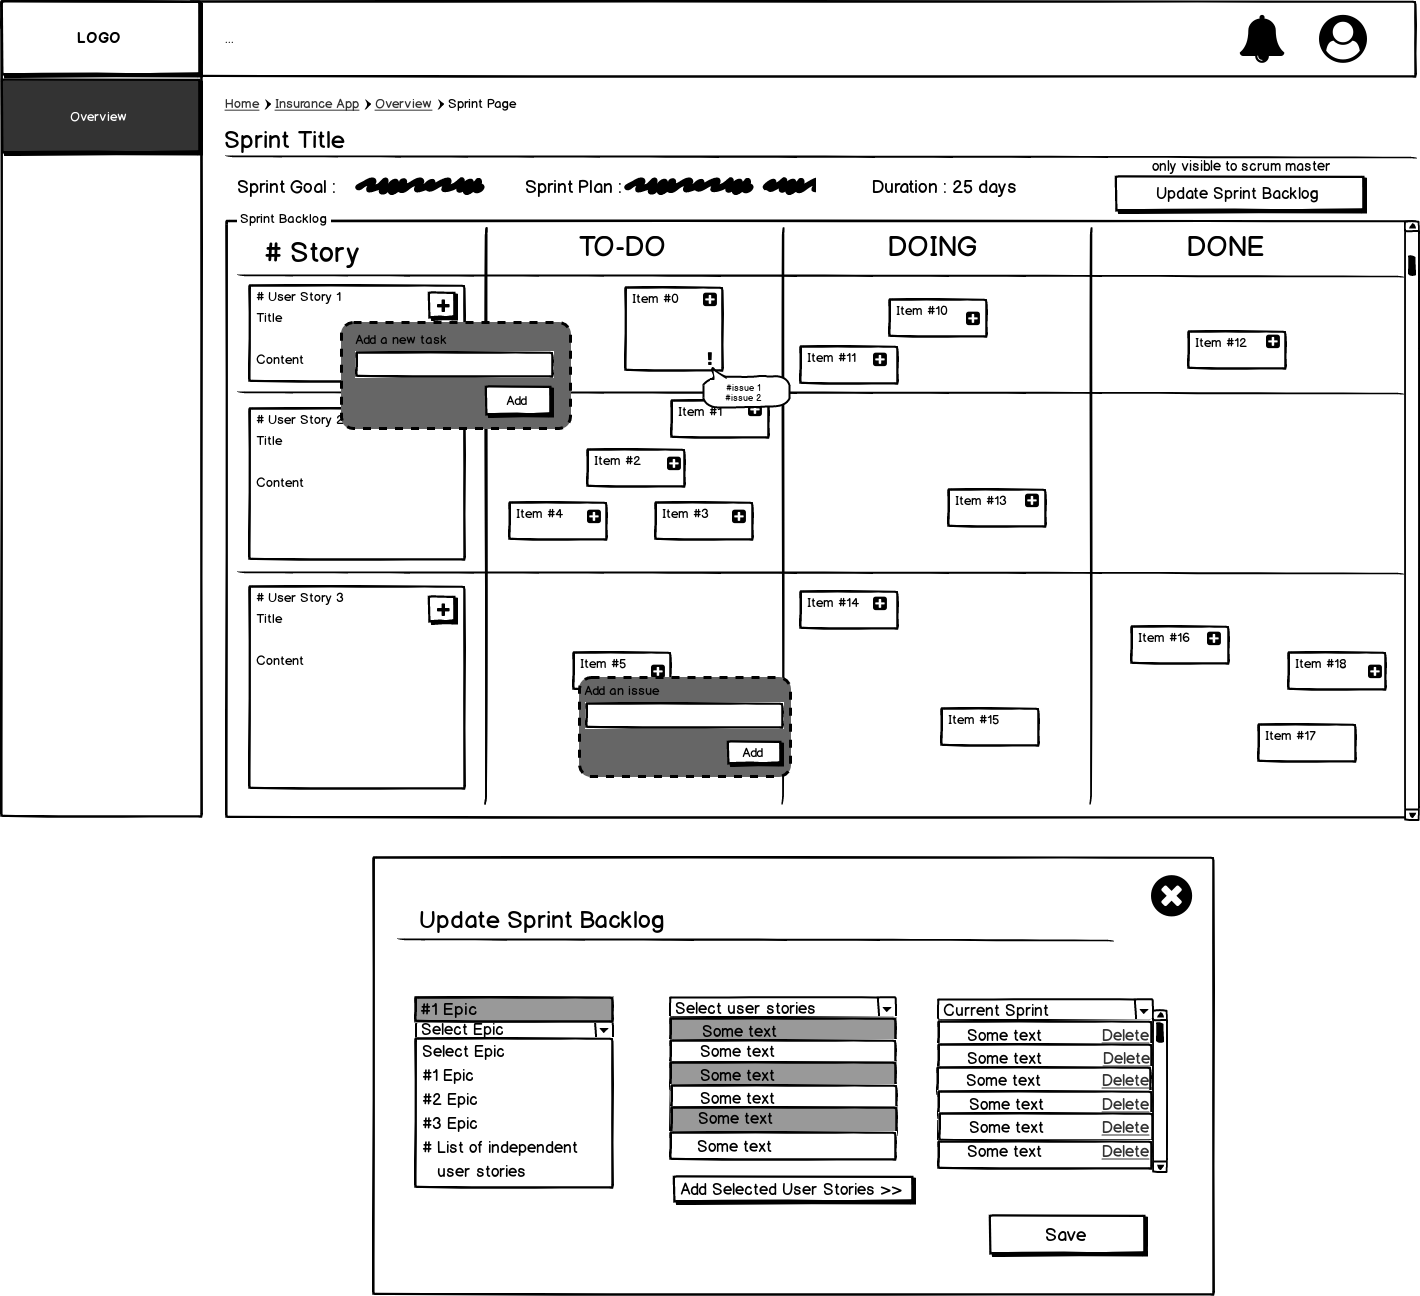 LOGO
...
Overview
Home > Insurance App > Overview > Sprint Page
Sprint Title
only visible to scrum master
Sprint Goal :
Sprint Plan :
Duration : 25 days
Update Sprint Backlog
Sprint Backlog
# Story
TO-DO
DOING
DONE
# User Story 1
Title
Content
Add a new task
Add
Item #0
!
#issue 1
#issue 2
Item #10
Item #11
Item #12
# User Story 2
Title
Content
Item #1
Item #2
Item #4
Item #3
Item #13
# User Story 3
Title
Content
Item #5
Add an issue
Add
Item #14
Item #15
Item #16
Item #18
Item #17
Update Sprint Backlog
#1 Epic
Select Epic
Select Epic
#1 Epic
#2 Epic
#3 Epic
# List of independent
user stories
Select user stories
Some text
Some text
Some text
Some text
Some text
Some text
Add Selected User Stories >>
Current Sprint
Some text Delete
Some text Delete
Some text Delete
Some text Delete
Some text Delete
Some text Delete
Save